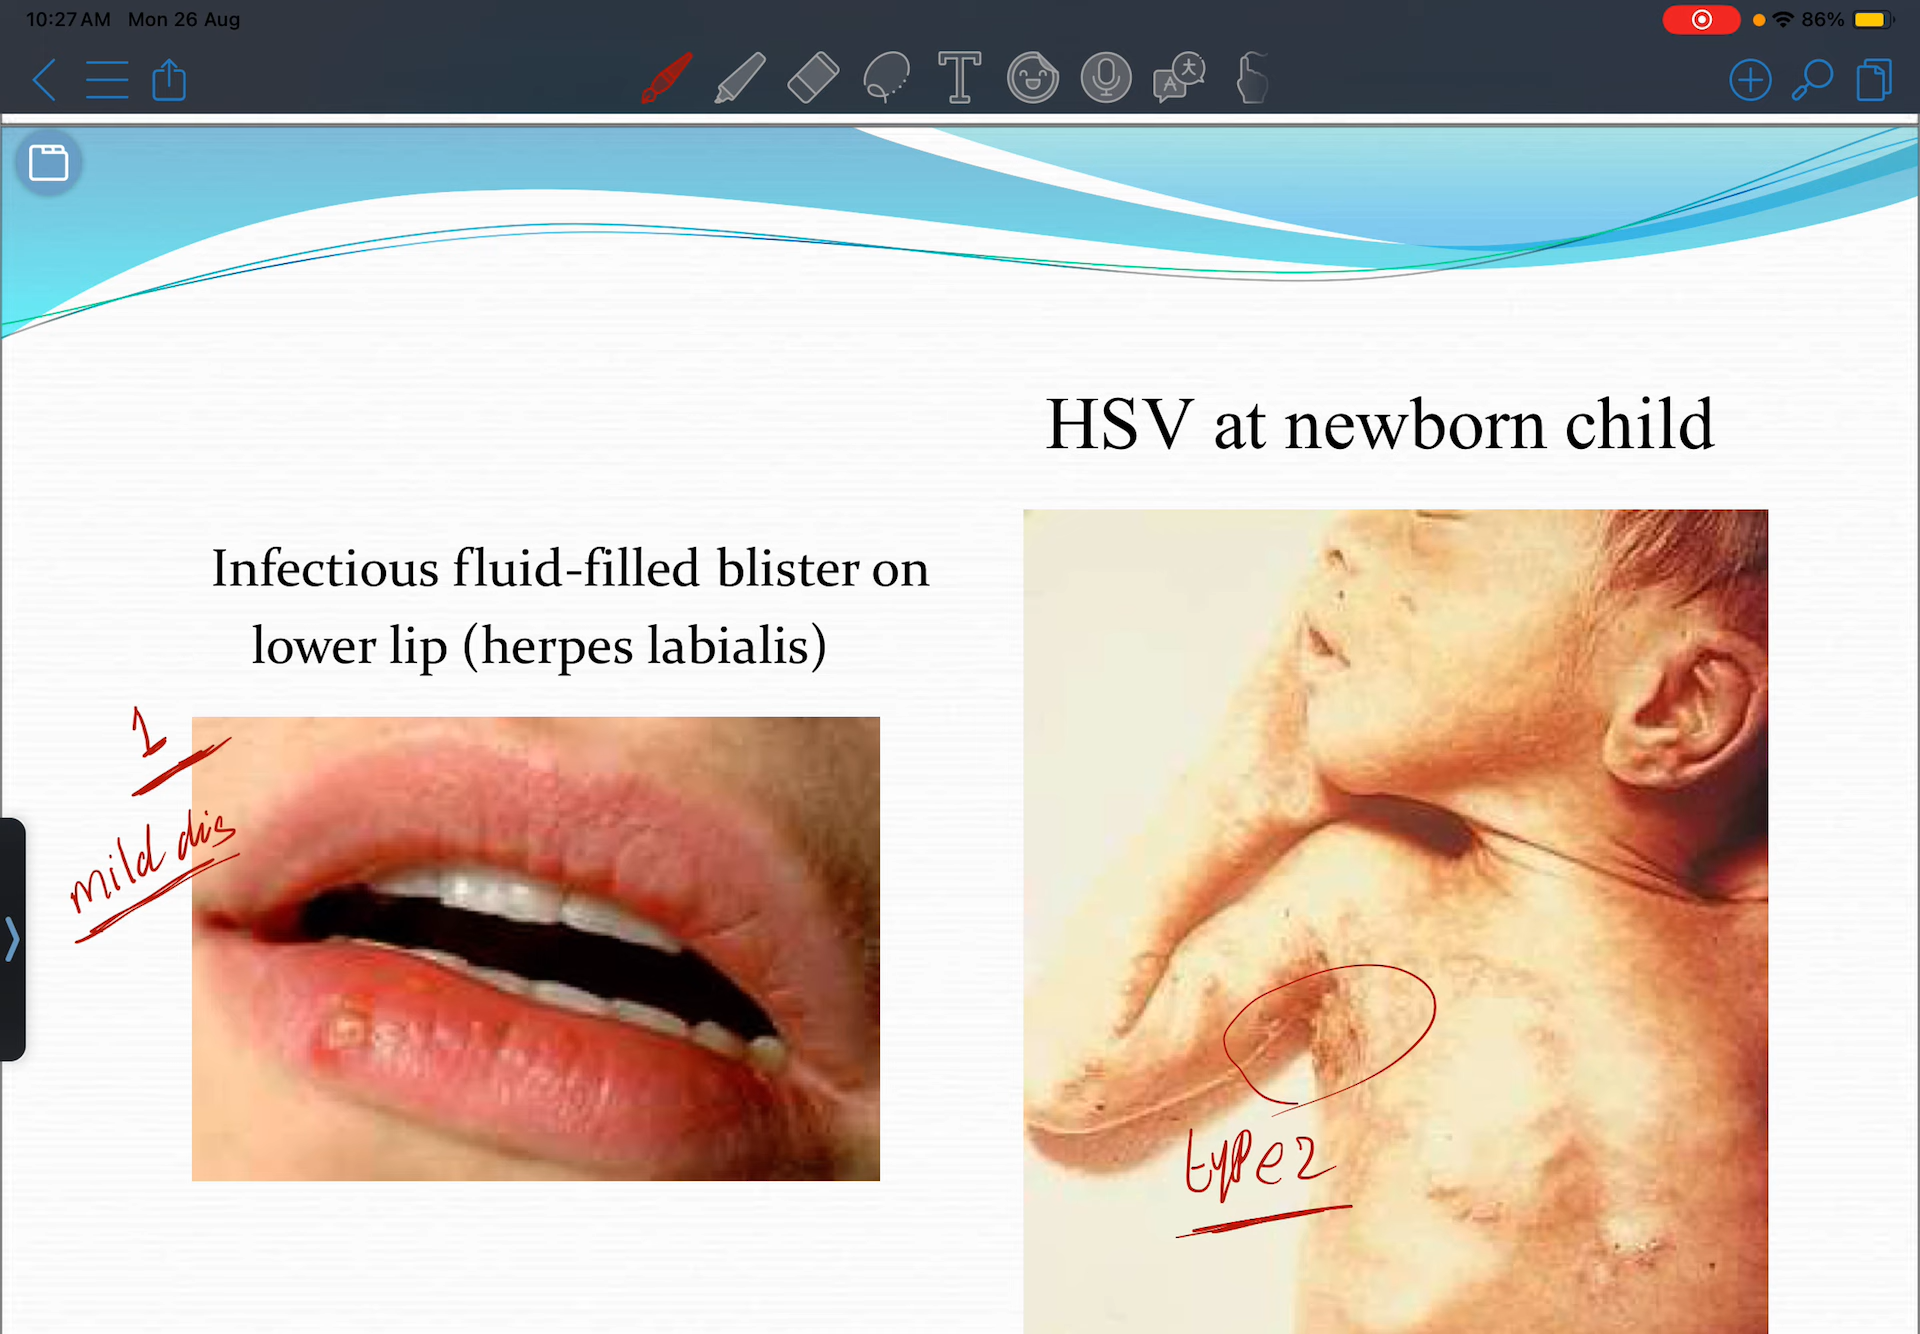 10:27 AM Mon 26 Aug
86%
HSV at newborn child
Infectious fluid-filled blister on
lower lip (herpes labialis)
1
mild dis
type 2